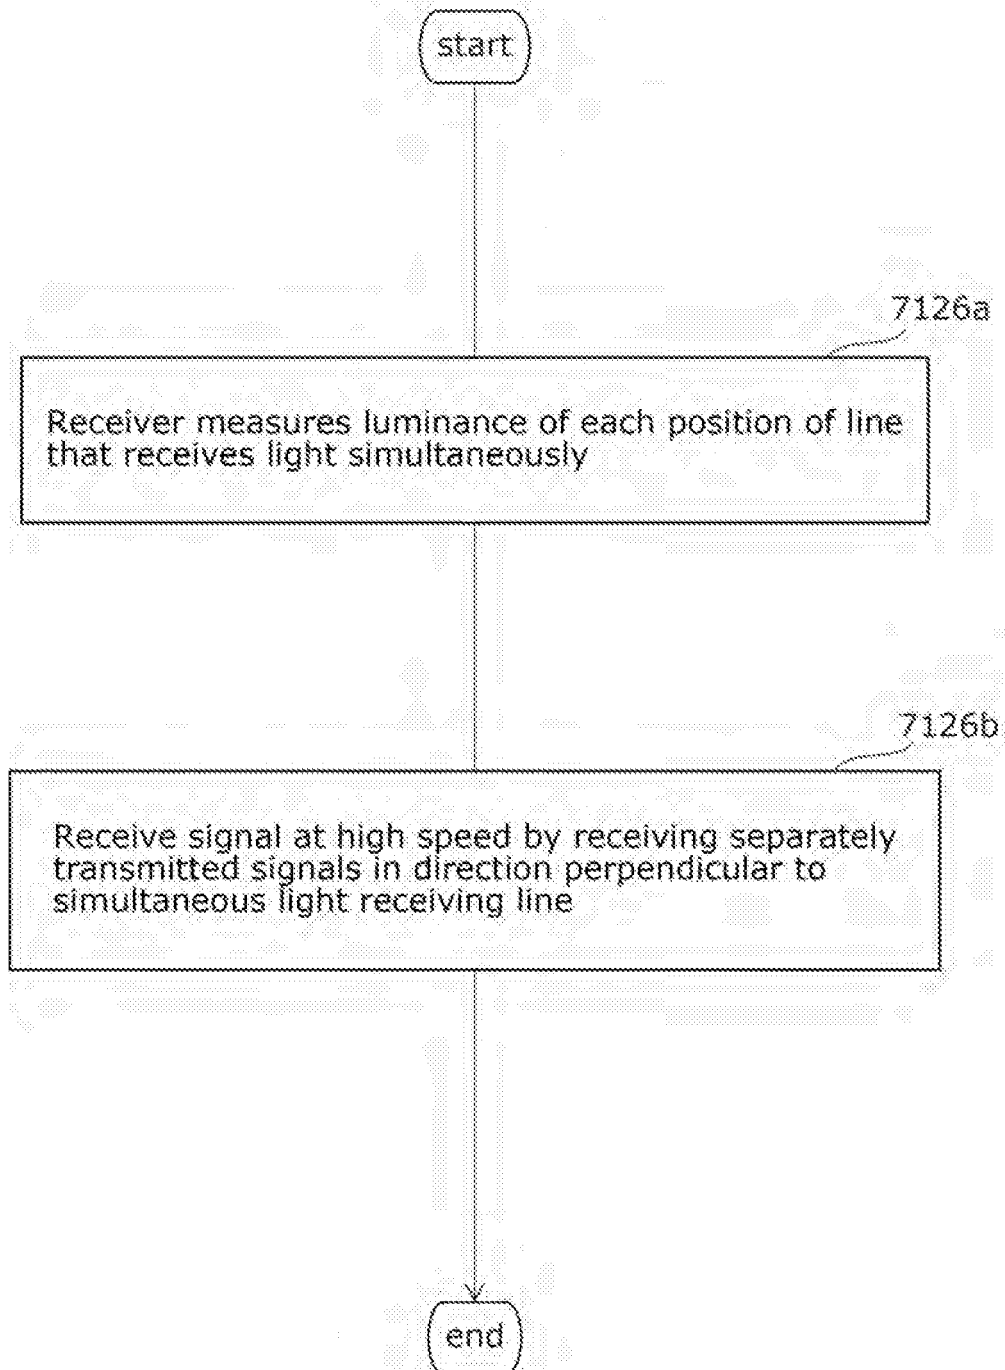 start
7126a
Receiver measures luminance of each position of line
that receives light simultaneously
7126b
Receive signal at high speed by receiving separately
transmitted signals in direction perpendicular to
simultaneous light receiving line
end